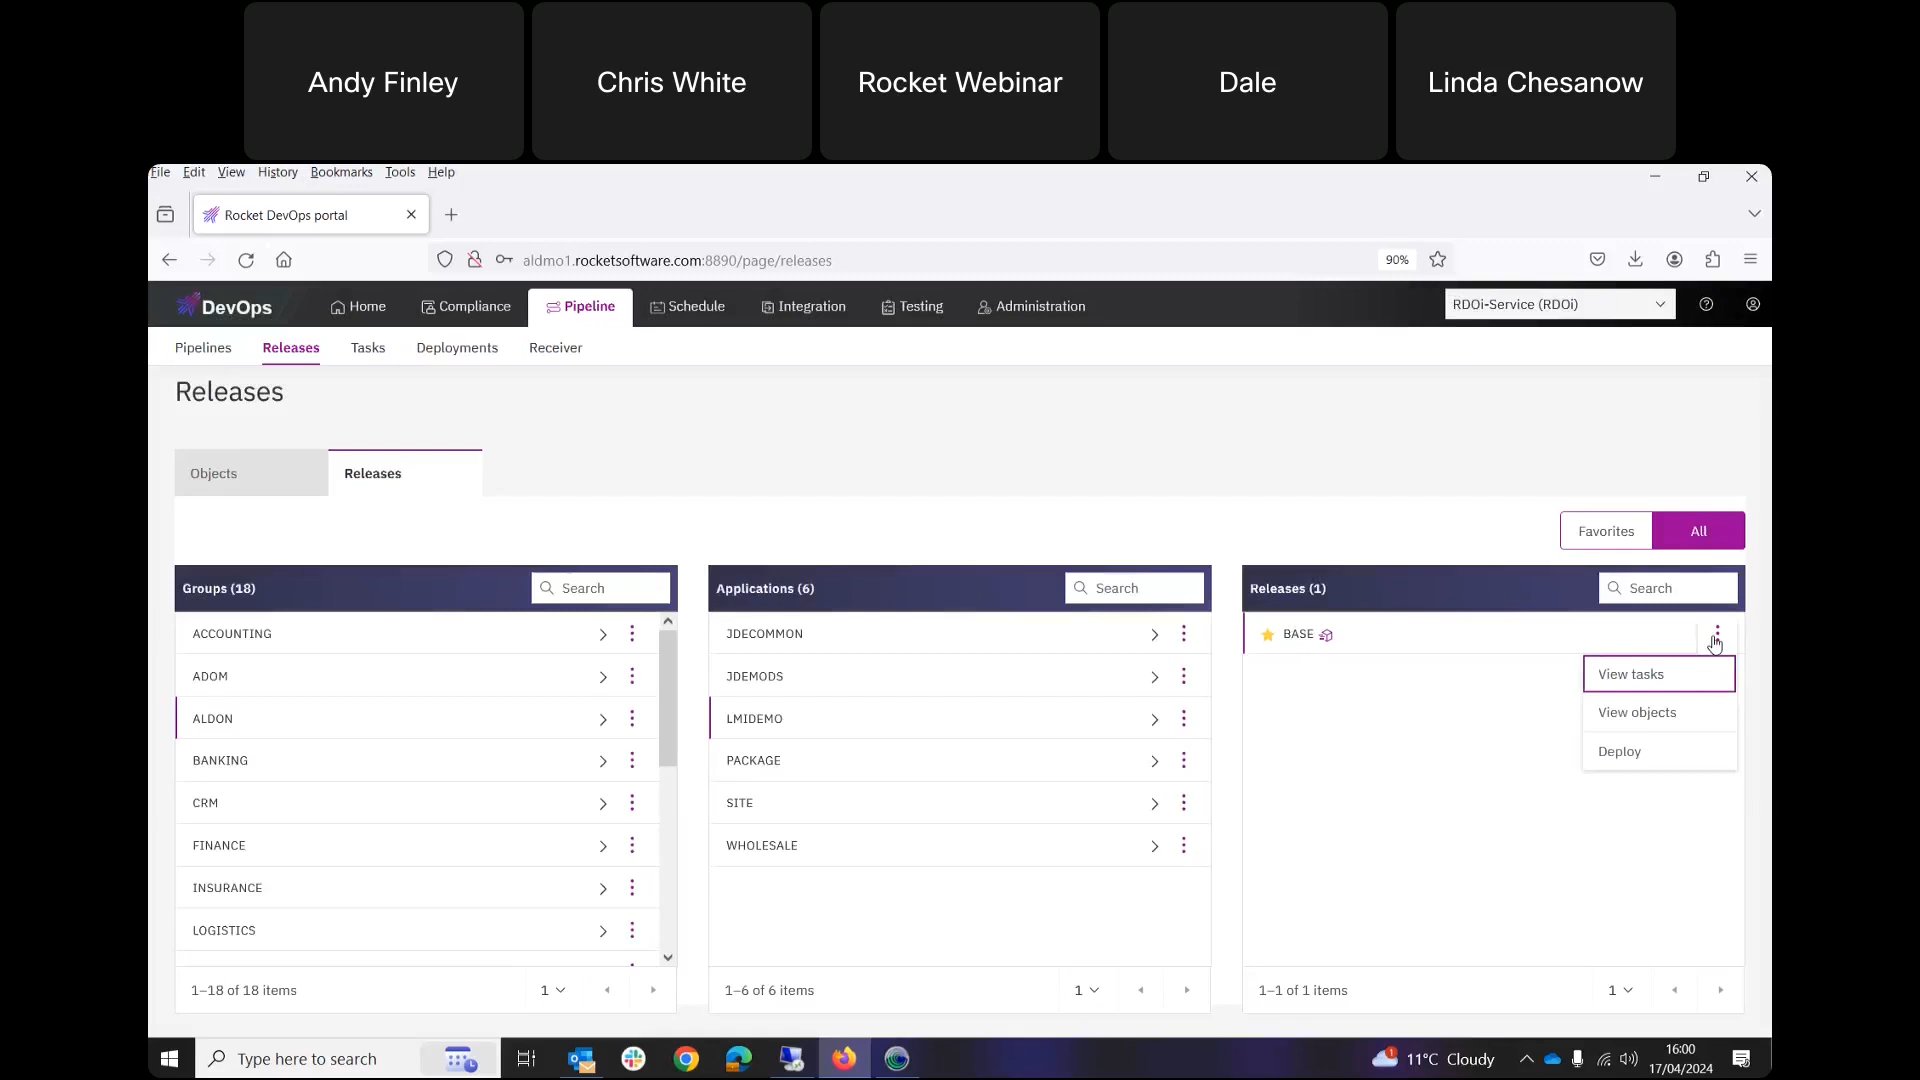 Andy Finley
Chris White
Rocket Webinar
Dale
Linda Chesanow
File Edit View History Bookmarks Tools Help
Rocket DevOps portal
aldmo1.rocketsoftware.com:8890/page/releases
90%
DevOps
Home
Compliance
Pipeline
Schedule
Integration
Testing
Administration
RDOi-Service (RDOi)
Pipelines
Releases
Tasks
Deployments
Receiver
Releases
Objects
Releases
Favorites
All
Groups (18)
Search
ACCOUNTING
ADOM
ALDON
BANKING
CRM
FINANCE
INSURANCE
LOGISTICS
1–18 of 18 items
1
Applications (6)
Search
JDECOMMON
JDEMODS
LMIDEMO
PACKAGE
SITE
WHOLESALE
1–6 of 6 items
1
Releases (1)
Search
BASE
View tasks
View objects
Deploy
1–1 of 1 items
1
Type here to search
1
11°C Cloudy
16:00
17/04/2024